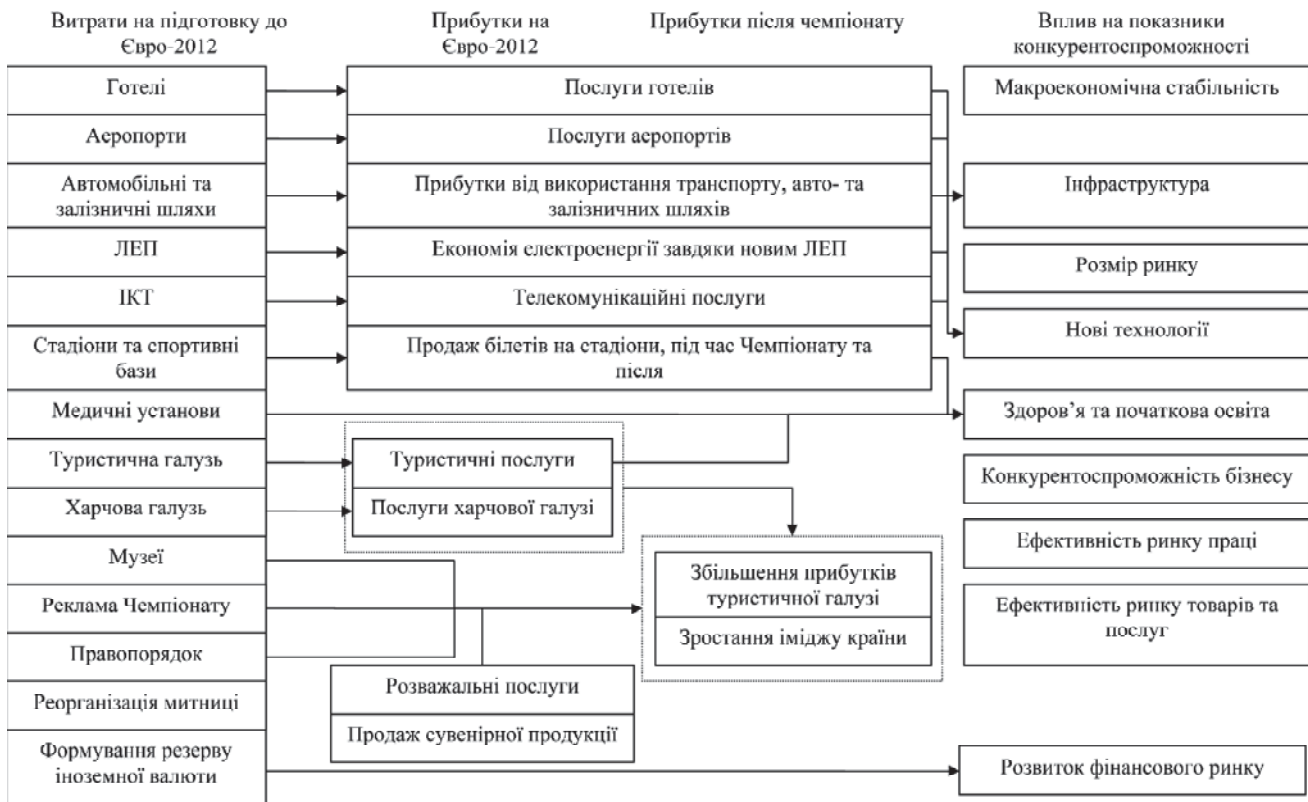 Витрати на підготовку до
Євро-2012
Прибутки на
Євро-2012
Прибутки після чемпіонату
Вплив на показники
конкурентоспроможності
Готелі
Аеропорти
Автомобільні та
залізничні шляхи
ЛЕП
ІКТ
Стадіони та спортивні
бази
Медичні установи
Туристична галузь
Харчова галузь
Музеї
Реклама Чемпіонату
Правопорядок
Реорганізація митниці
Формування резерву
іноземної валюти
Послуги готелів
Послуги аеропортів
Прибутки від використання транспорту, авто- та
залізничних шляхів
Економія електроенергії завдяки новим ЛЕП
Телекомунікаційні послуги
Продаж білетів на стадіони, під час Чемпіонату та
після
Туристичні послуги
Послуги харчової галузі
Розважальні послуги
Продаж сувенірної продукції
Збільшення прибутків
туристичної галузі
Зростання іміджу країни
Макроекономічна стабільність
Інфраструктура
Розмір ринку
Нові технології
Здоров’я та початкова освіта
Конкурентоспроможність бізнесу
Ефективність ринку праці
Ефективність ринку товарів та
послуг
Розвиток фінансового ринку